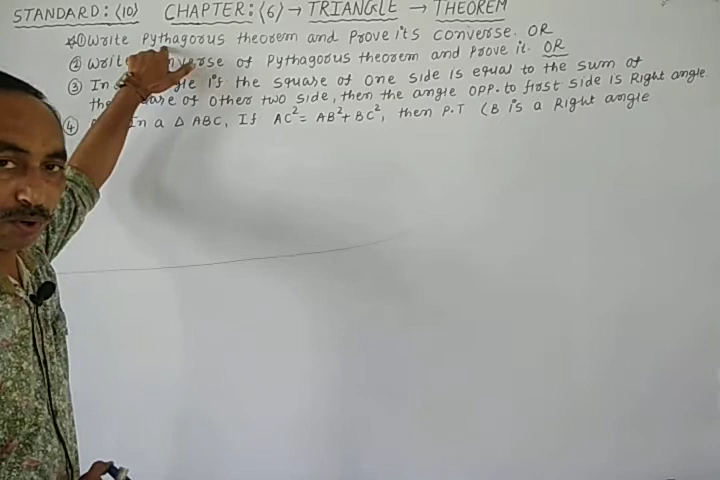 STANDARD: (10) CHAPTER: (6) → TRIANGLE → THEOREM
① Write Pythagorus theorem and Prove it's converse. OR
② Write of Pythagorus theorem and Prove it. OR
③ In if the square of one side is equal to the sum of
of other two side, then the angle OPP. to first side is Right angle.
④ In a Δ ABC, If AC² = AB² + BC², then P.T ∠B is a Right angle